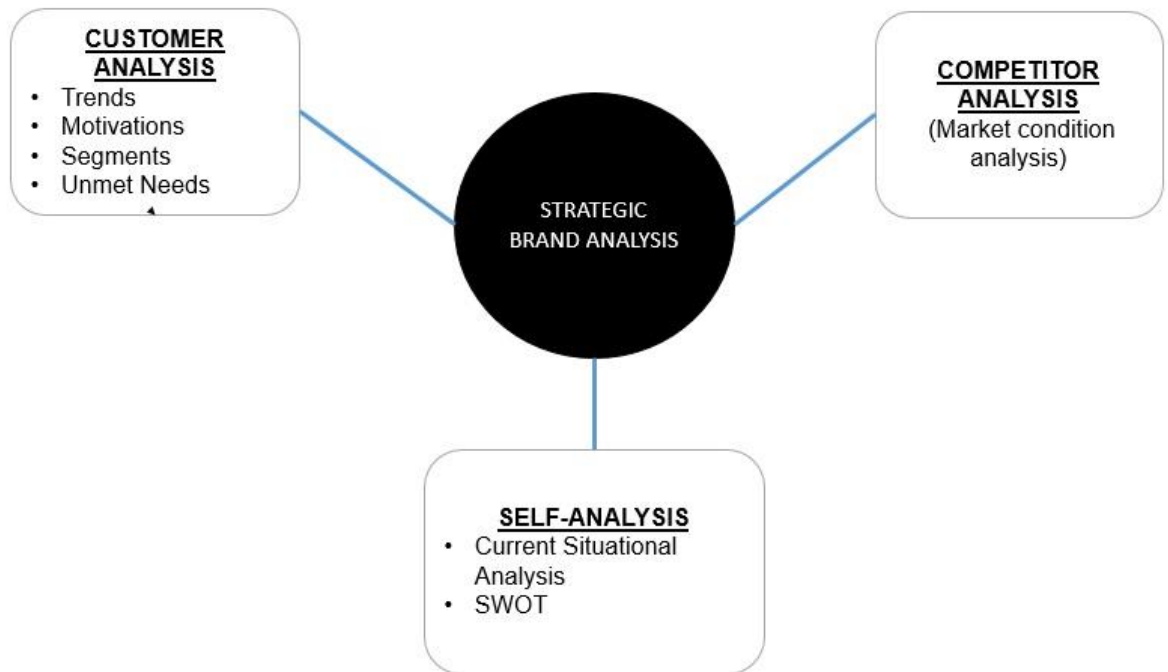 CUSTOMER
ANALYSIS
• Trends
• Motivations
• Segments
• Unmet Needs
COMPETITOR
ANALYSIS
(Market condition
analysis)
STRATEGIC
BRAND ANALYSIS
SELF-ANALYSIS
• Current Situational
Analysis
• SWOT